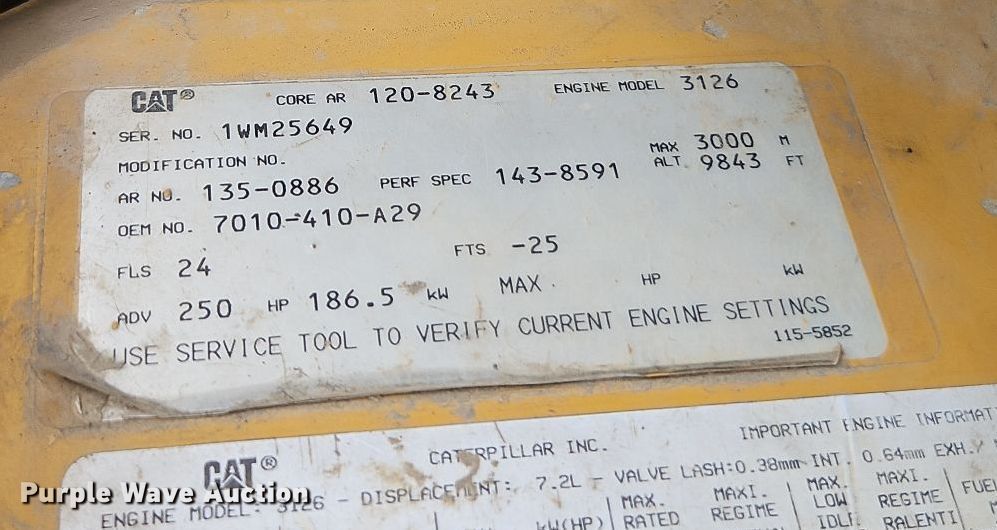 CAT® CORE AR 120-8243 ENGINE MODEL 3126
SER. NO. 1WM25649
MODIFICATION NO. MAX 3000 M
ALT. 9843 FT
AR NO. 135-0886 PERF SPEC 143-8591
OEM NO. 7010-410-A29
FLS 24 FTS -25
ADV 250 HP 186.5 kW MAX. HP kW
USE SERVICE TOOL TO VERIFY CURRENT ENGINE SETTINGS
115-5852
CAT® CATERPILLAR INC. IMPORTANT ENGINE
ENGINE MODEL: 3126 - DISPLACEMENT: 7.2L - VALVE LASH:0.38mm INT. 0.64mm EXH.
kW(HP) MAX. RATED MAXI. REGIME MAX. LOW IDLE MAXI. REGIME RALENTI
Purple Wave Auction